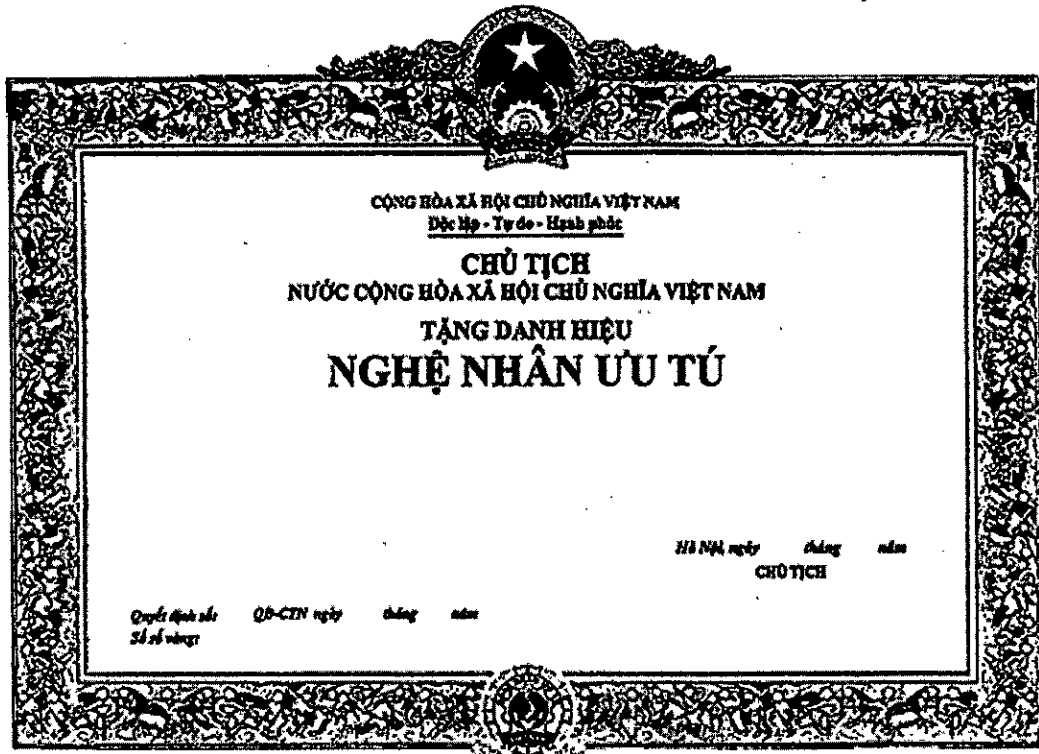 CỘNG HÒA XÃ HỘI CHỦ NGHĨA VIỆT NAM
Độc lập - Tự do - Hạnh phúc
CHỦ TỊCH
NƯỚC CỘNG HÒA XÃ HỘI CHỦ NGHĨA VIỆT NAM
TẶNG DANH HIỆU
NGHỆ NHÂN ƯU TÚ
Hà Nội, ngày tháng năm
CHỦ TỊCH
Quyết định số: QĐ-CTN ngày tháng năm
Số sổ vàng: